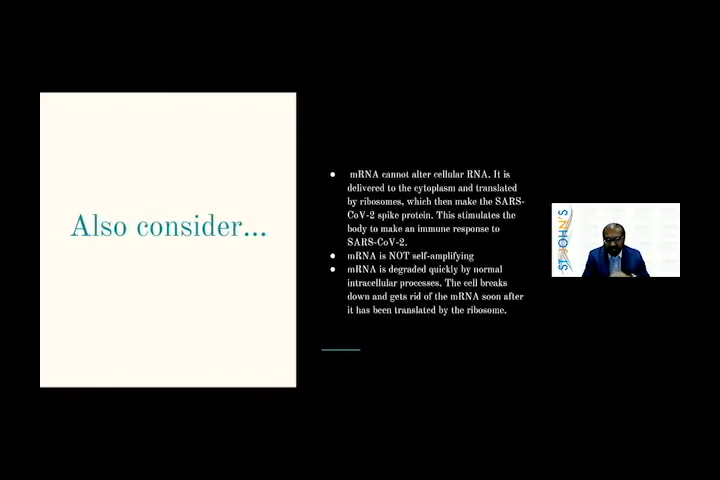 Also consider...
● mRNA cannot alter cellular RNA. It is
delivered to the cytoplasm and translated
by ribosomes, which then make the SARS-
CoV-2 spike protein. This stimulates the
body to make an immune response to
SARS-CoV-2.
● mRNA is NOT self-amplifying
● mRNA is degraded quickly by normal
intracellular processes. The cell breaks
down and gets rid of the mRNA soon after
it has been translated by the ribosome.
ST JOHN'S